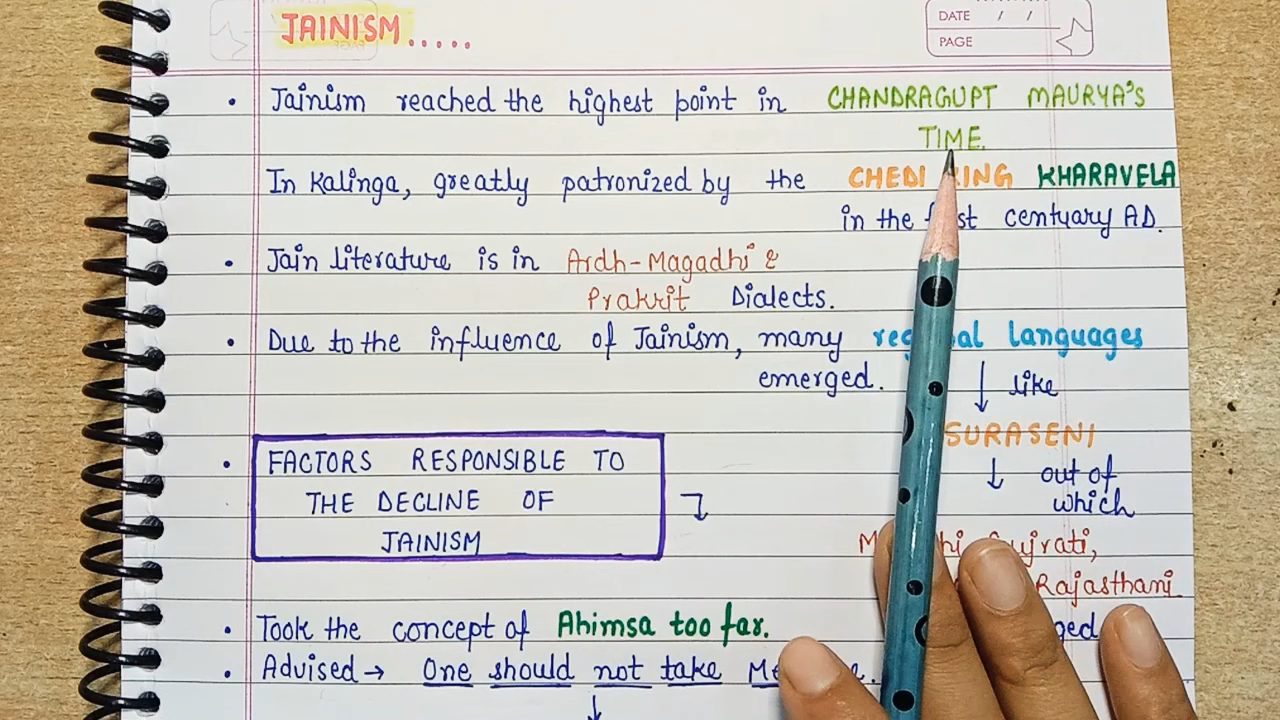 JAINISM.....
DATE / /
PAGE
• Jainism reached the highest point in CHANDRAGUPT MAURYA's
TIME.
In Kalinga, greatly patronized by the CHEDI KING KHARAVELA
in the first centuary AD.
• Jain literature is in Ardh-Magadhi &
Prakrit Dialects.
• Due to the influence of Jainism, many regional languages
emerged. ↓ like
SURASENI
↓ out of
which
• FACTORS RESPONSIBLE TO
THE DECLINE OF
JAINISM
Gujrati,
Rajasthani
• Took the concept of Ahimsa too far.
• Advised → One should not take